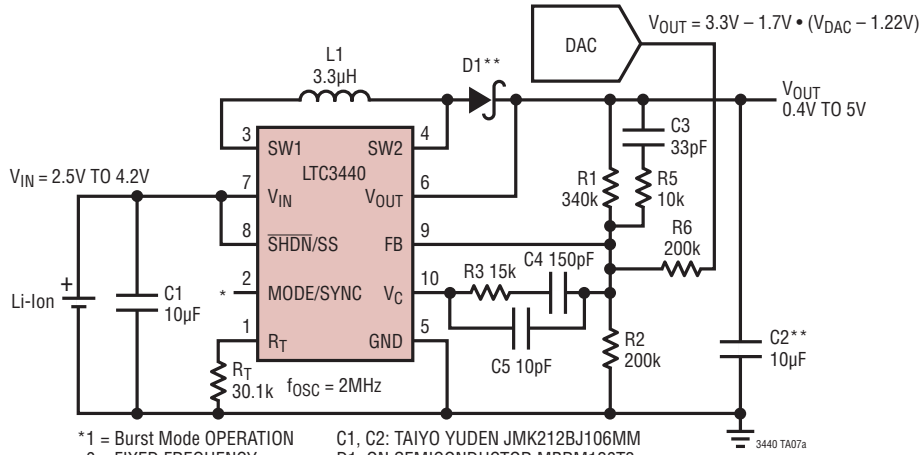 V_OUT = 3.3V – 1.7V • (V_DAC – 1.22V)
DAC
L1
3.3µH
D1**
V_OUT
0.4V TO 5V
3
4
SW1
SW2
C3
33pF
LTC3440
V_IN = 2.5V TO 4.2V
7
V_IN
V_OUT
6
R1
340k
R5
10k
8
SHDN/SS
FB
9
R6
200k
C4 150pF
2
*
MODE/SYNC
V_C
10
R3 15k
Li-Ion
+
C1
10µF
1
R_T
GND
5
C5 10pF
R2
200k
C2**
10µF
R_T
30.1k
f_OSC = 2MHz
*1 = Burst Mode OPERATION
C1, C2: TAIYO YUDEN JMK212BJ106MM
3440 TA07a